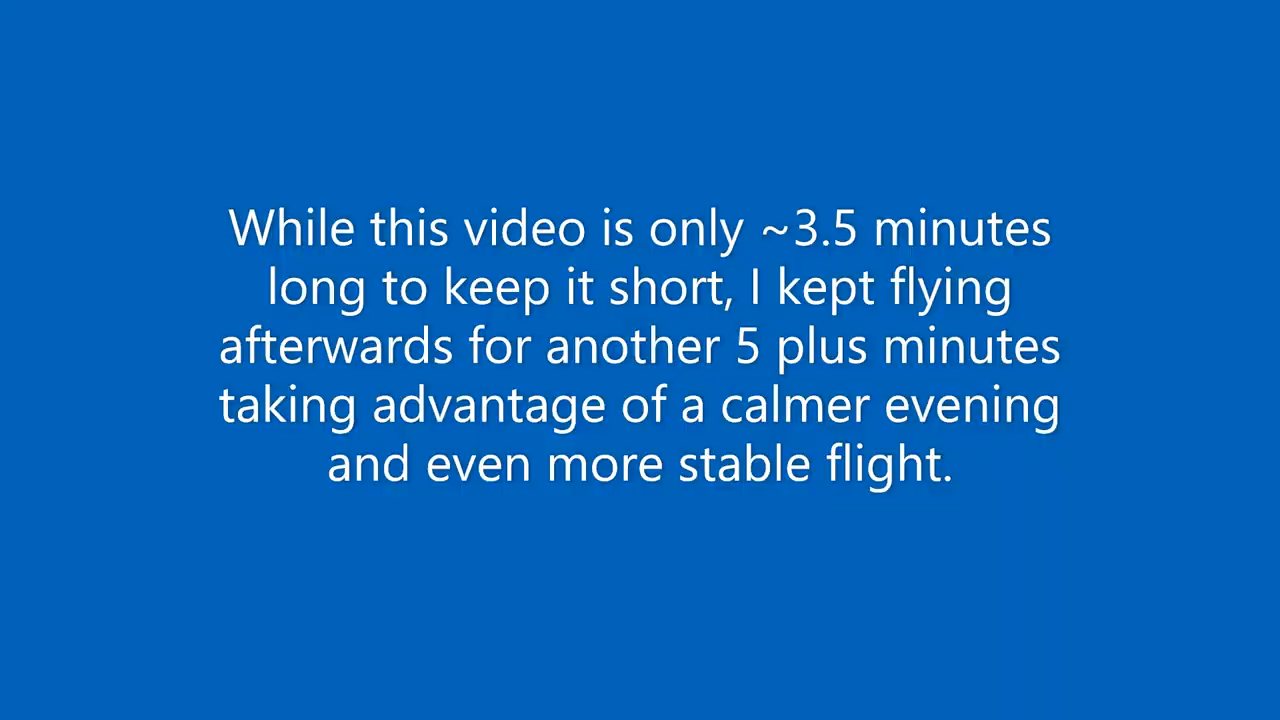 While this video is only ~3.5 minutes
long to keep it short, I kept flying
afterwards for another 5 plus minutes
taking advantage of a calmer evening
and even more stable flight.